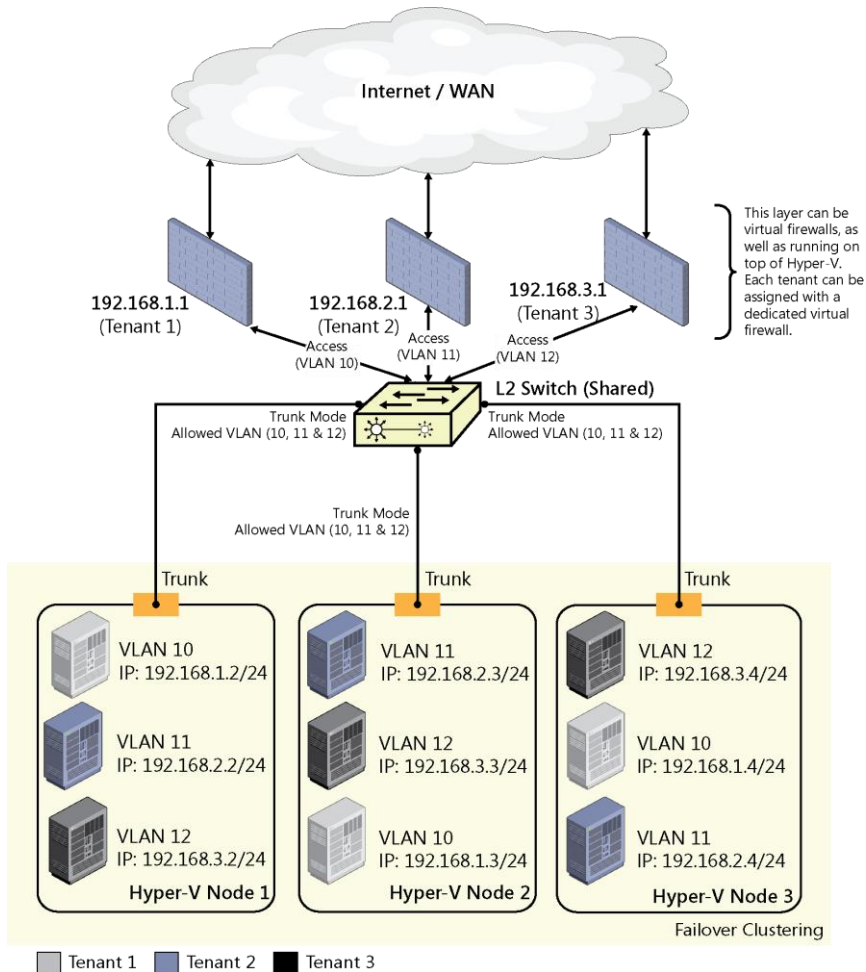 Internet / WAN
192.168.1.1
(Tenant 1)
192.168.2.1
(Tenant 2)
192.168.3.1
(Tenant 3)
This layer can be
virtual firewalls, as
well as running on
top of Hyper-V.
Each tenant can be
assigned with a
dedicated virtual
firewall.
Access
(VLAN 10)
Access
(VLAN 11)
Access
(VLAN 12)
L2 Switch (Shared)
Trunk Mode
Allowed VLAN (10, 11 & 12)
Trunk Mode
Allowed VLAN (10, 11 & 12)
Trunk Mode
Allowed VLAN (10, 11 & 12)
Trunk
Trunk
Trunk
VLAN 10
IP: 192.168.1.2/24
VLAN 11
IP: 192.168.2.2/24
VLAN 12
IP: 192.168.3.2/24
Hyper-V Node 1
VLAN 11
IP: 192.168.2.3/24
VLAN 12
IP: 192.168.3.3/24
VLAN 10
IP: 192.168.1.3/24
Hyper-V Node 2
VLAN 12
IP: 192.168.3.4/24
VLAN 10
IP: 192.168.1.4/24
VLAN 11
IP: 192.168.2.4/24
Hyper-V Node 3
Failover Clustering
Tenant 1
Tenant 2
Tenant 3